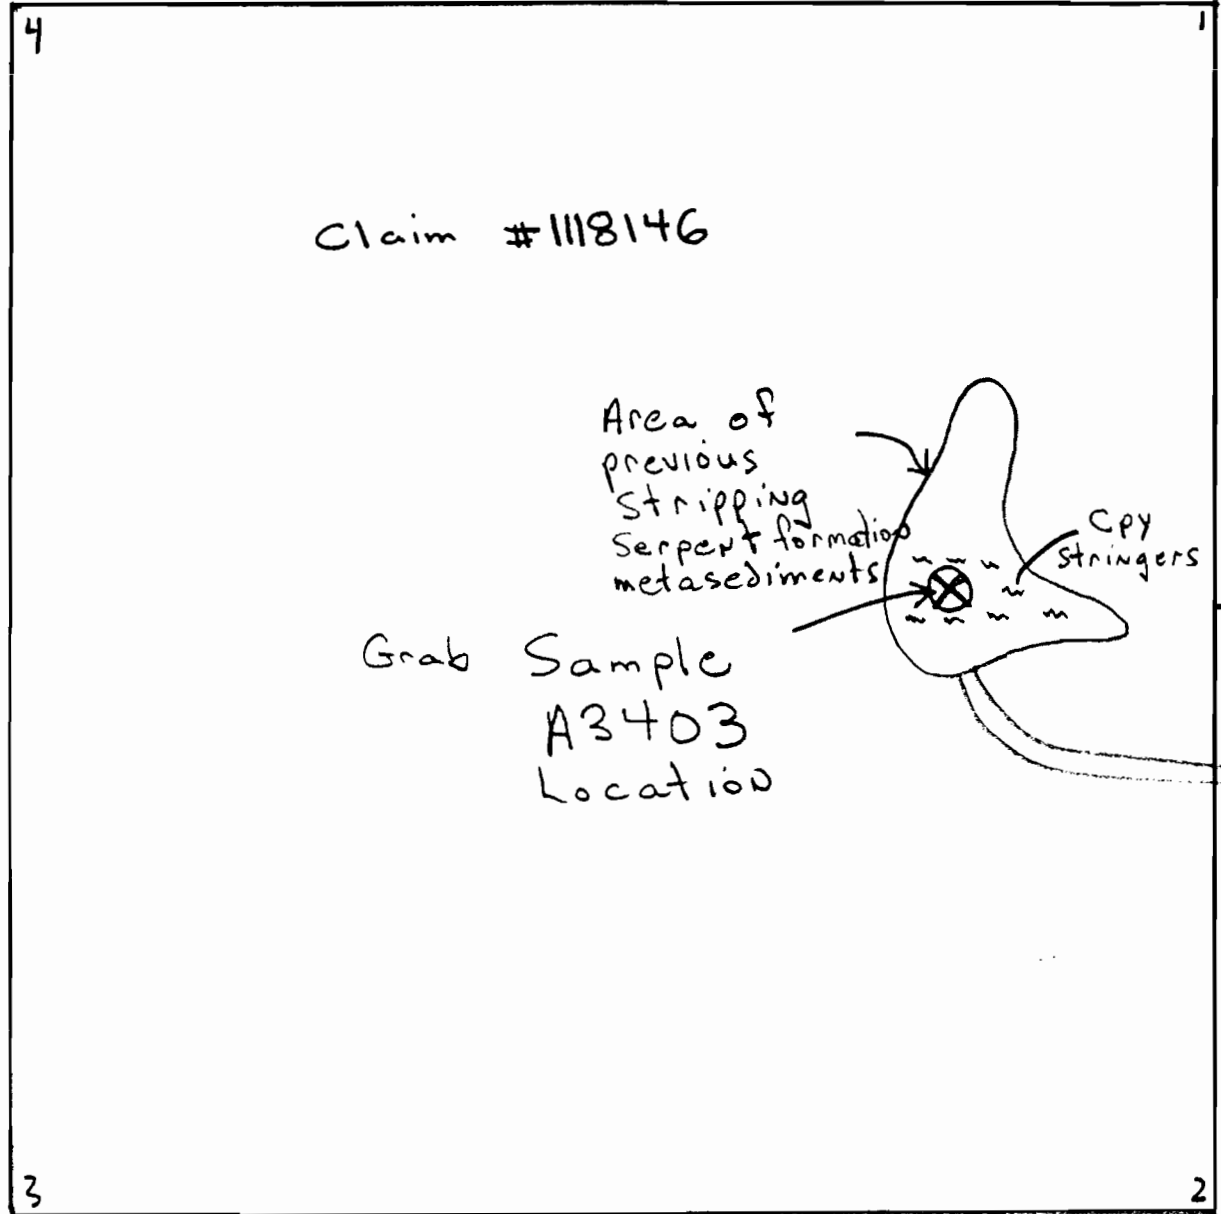 4
1
Claim #1118146
Area of
previous
stripping
Serpent formation
metasediments
Cpy
stringers
Grab Sample
A3403
Location
3
2